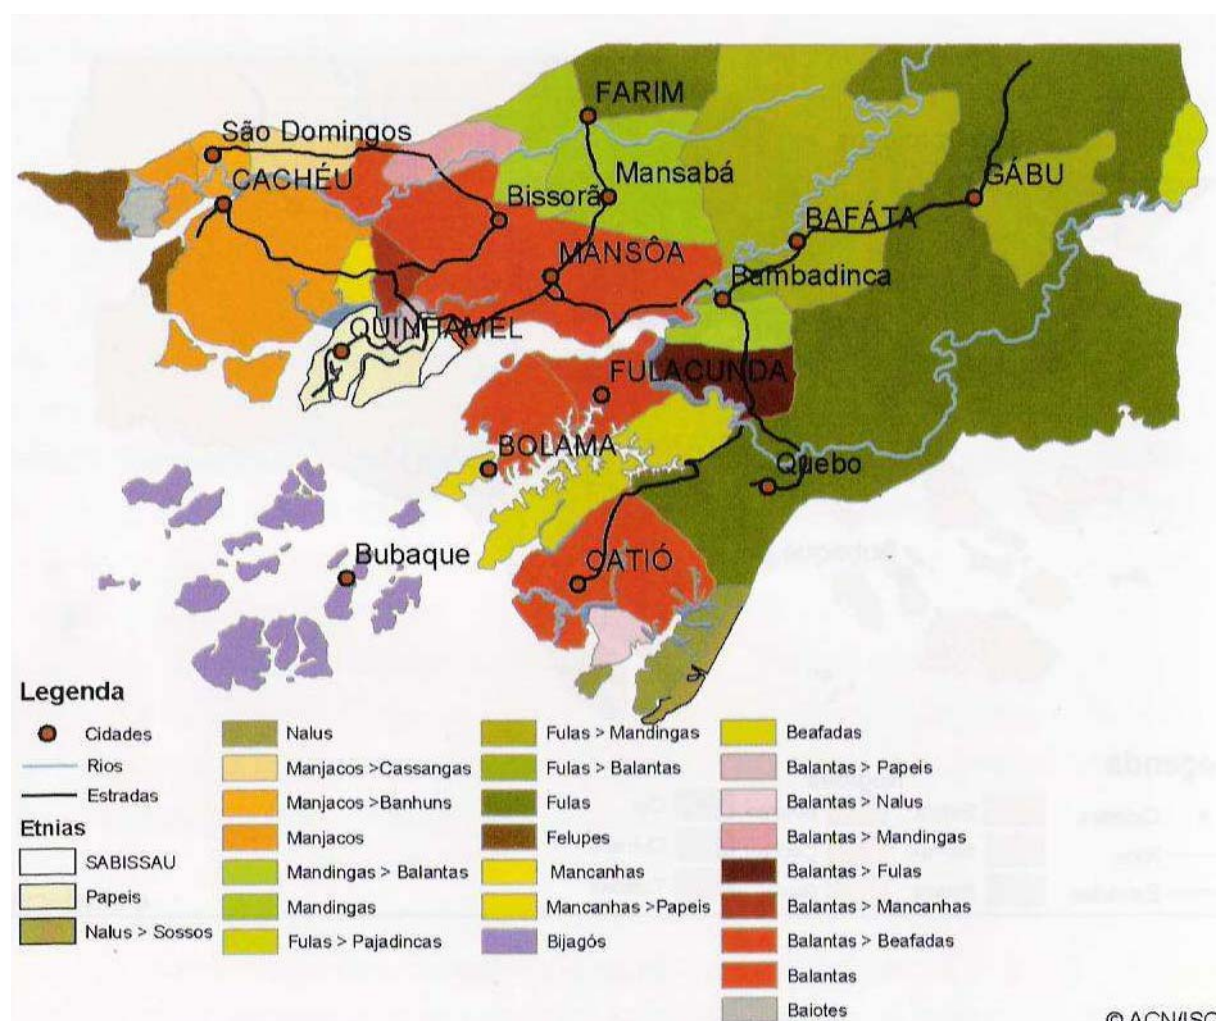 FARIM
São Domingos
CACHÉU
Mansabá
Bissorã
GÁBU
BAFÁTA
MANSÔA
Bambadinca
QUINHAMEL
FULACUNDA
BOLAMA
Quebo
Bubaque
CATIÓ
Legenda
Cidades
Rios
Estradas
Etnias
SABISSAU
Papeis
Nalus > Sossos
Nalus
Manjacos >Cassangas
Manjacos >Banhuns
Manjacos
Mandingas > Balantas
Mandingas
Fulas > Pajadincas
Fulas > Mandingas
Fulas > Balantas
Fulas
Felupes
Mancanhas
Mancanhas >Papeis
Bijagós
Beafadas
Balantas > Papeis
Balantas > Nalus
Balantas > Mandingas
Balantas > Fulas
Balantas > Mancanhas
Balantas > Beafadas
Balantas
Baiotes